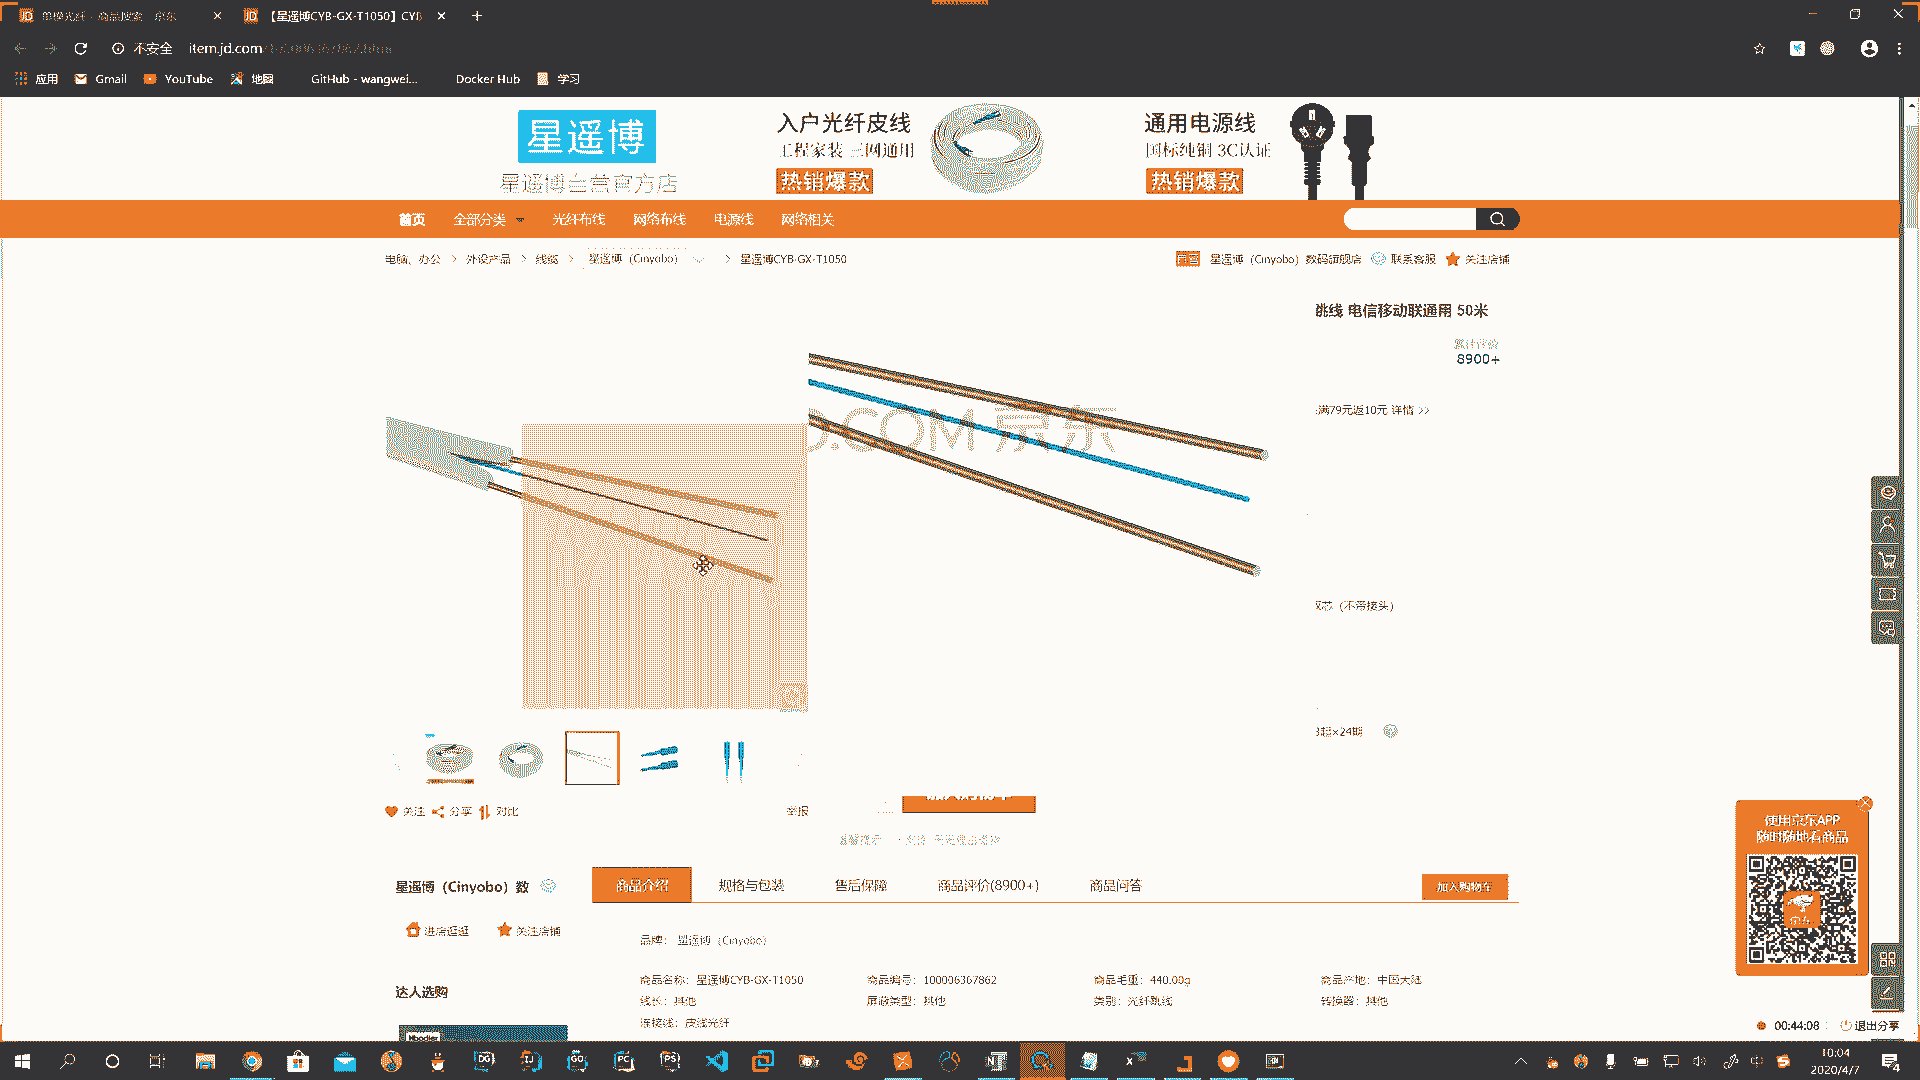 单模光纤 - 商品搜索 - 京东
【星遥博CYB-GX-T1050】CYB
不安全 item.jd.com
应用 Gmail YouTube 地图 GitHub - wangwei... Docker Hub 学习
星遥博
星遥博自营官方店
入户光纤皮线
工程家装 三网通用
热销爆款
通用电源线
国标纯铜 3C认证
热销爆款
首页 全部分类 光纤布线 网络布线 电源线 网络相关
电脑、办公 > 外设产品 > 线缆 > 星遥博（Cinyobo） > 星遥博CYB-GX-T1050
自营 星遥博（Cinyobo）数码旗舰店 联系客服 关注店铺
跳线 电信移动联通用 50米
累计评价
8900+
满79元返10元 详情 >>
.COM 京东
双芯（不带接头）
×24期
关注 分享 对比 举报
加入购物车
使用京东APP
随时随地看商品
星遥博（Cinyobo）数
商品介绍 规格与包装 售后保障 商品评价(8900+) 商品问答 加入购物车
进店逛逛 关注店铺
品牌： 星遥博（Cinyobo）
商品名称：星遥博CYB-GX-T1050 商品编号：100006367862 商品毛重：440.00g 商品产地：中国大陆
线长：其他 屏蔽类型：其他 类别：光纤跳线 转换器：其他
连接线：皮线光纤
达人选购
00:44:08 退出分享
10:04
2020/4/7